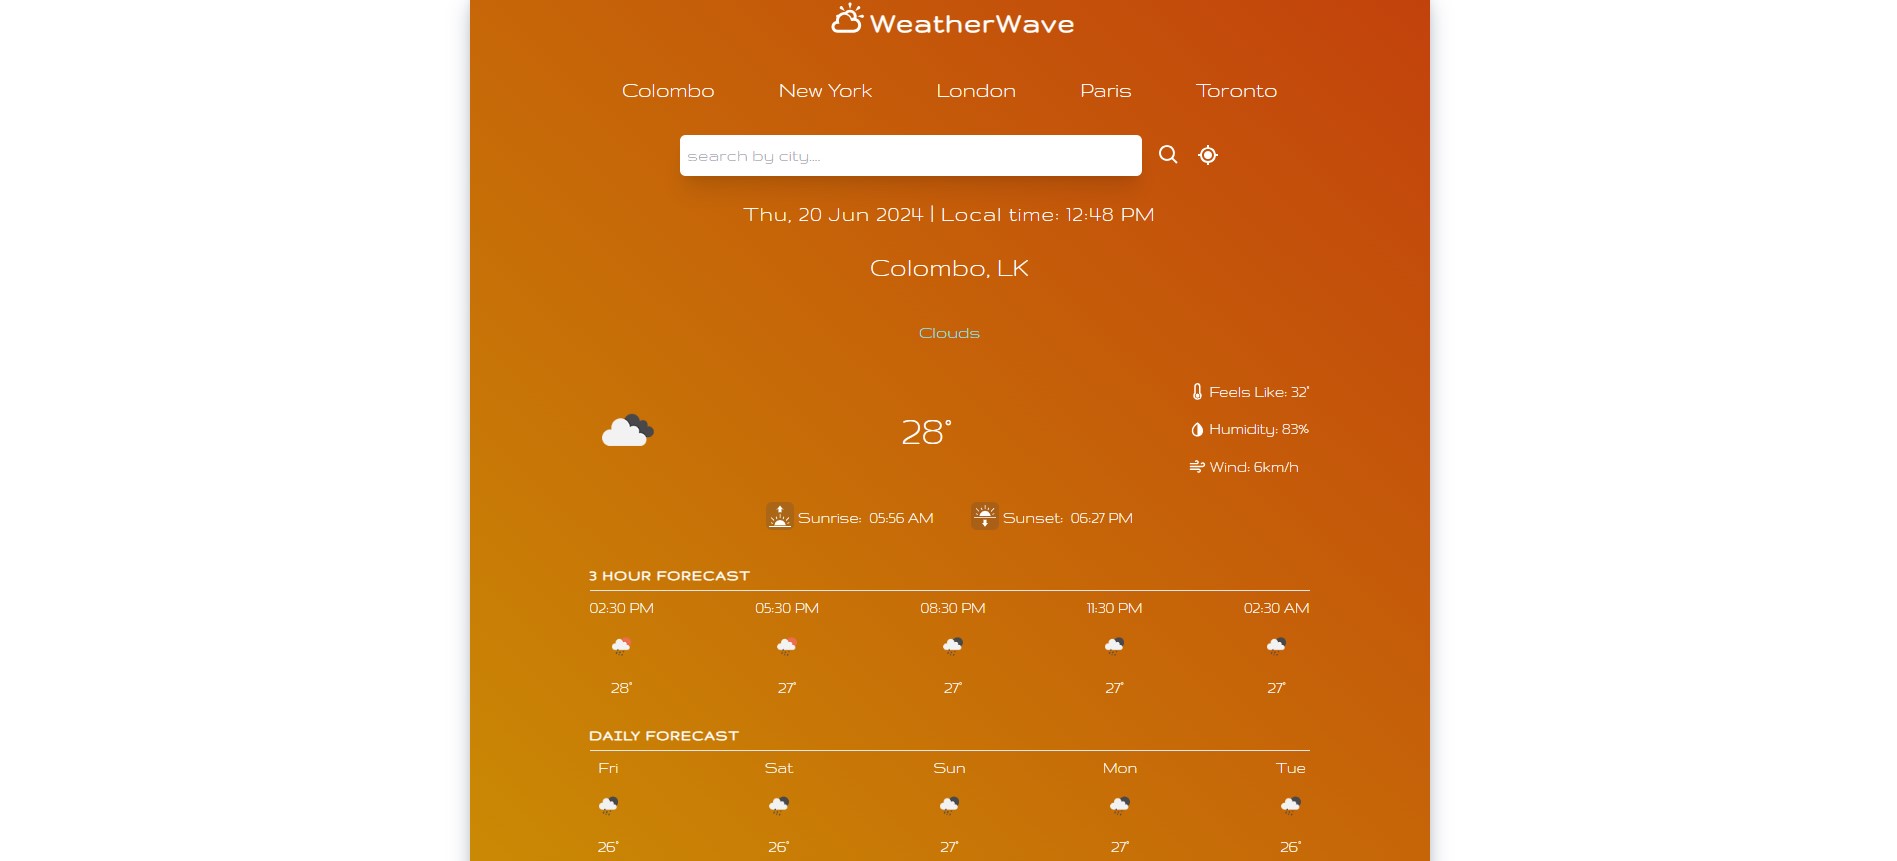 WeatherWave
Colombo New York London Paris Toronto
search by city....
Thu, 20 Jun 2024 | Local time: 12:48 PM
Colombo, LK
Clouds
28° Feels Like: 32°
Humidity: 83%
Wind: 6km/h
Sunrise: 05:56 AM Sunset: 06:27 PM
3 HOUR FORECAST
02:30 PM 05:30 PM 08:30 PM 11:30 PM 02:30 AM
28° 27° 27° 27° 27°
DAILY FORECAST
Fri Sat Sun Mon Tue
26° 26° 27° 27° 26°